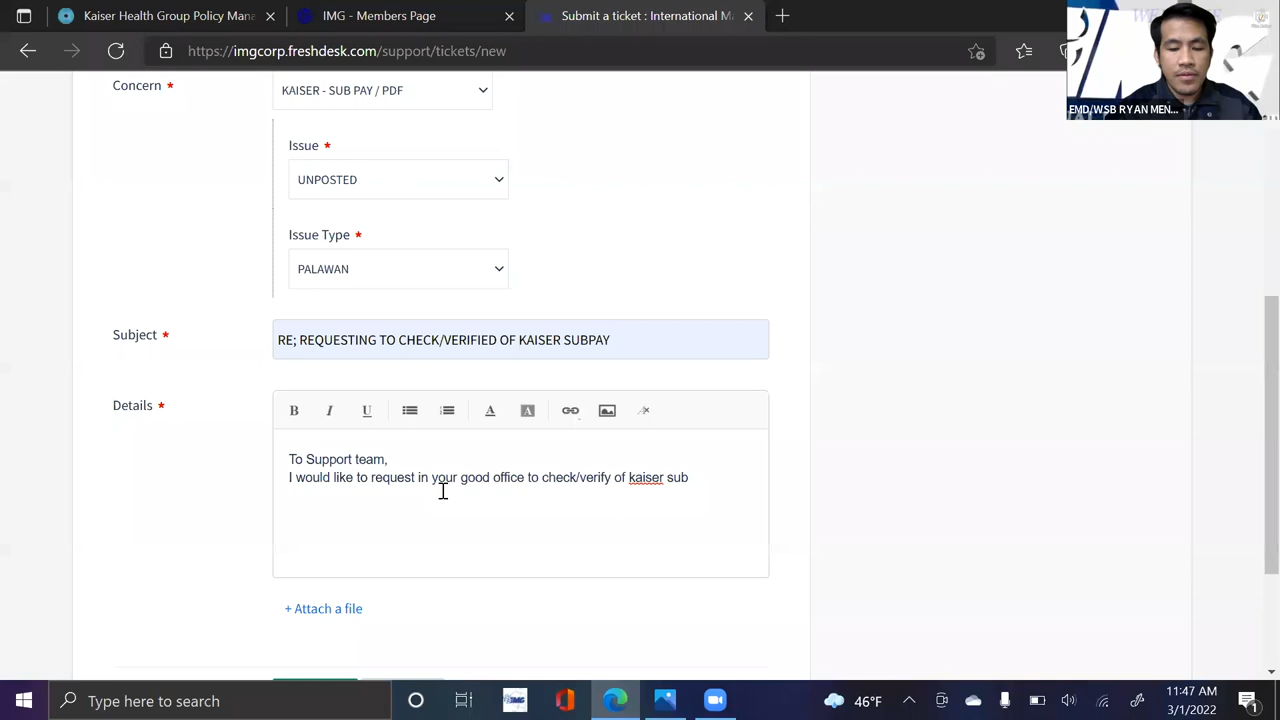 Kaiser Health Group Policy Man
IMG - M
Submit a ticket : International M
https://imgcorp.freshdesk.com/support/tickets/new
EMD/WSB RYAN MEN...
Concern *
KAISER - SUB PAY / PDF
Issue *
UNPOSTED
Issue Type *
PALAWAN
Subject *
RE; REQUESTING TO CHECK/VERIFIED OF KAISER SUBPAY
Details *
B I U A A
To Support team,
I would like to request in your good office to check/verify of kaiser sub
+ Attach a file
Type here to search
46°F
11:47 AM
3/1/2022
1